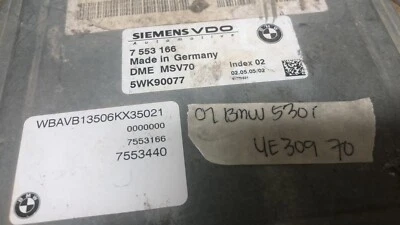 SIEMENS VDO
Automotive
7 553 166
Made in Germany
DME MSV70
5WK90077
Index 02
WBAVB13506KX35021
0000000
7553166
7553440
07 BMW 530i
4E309 70